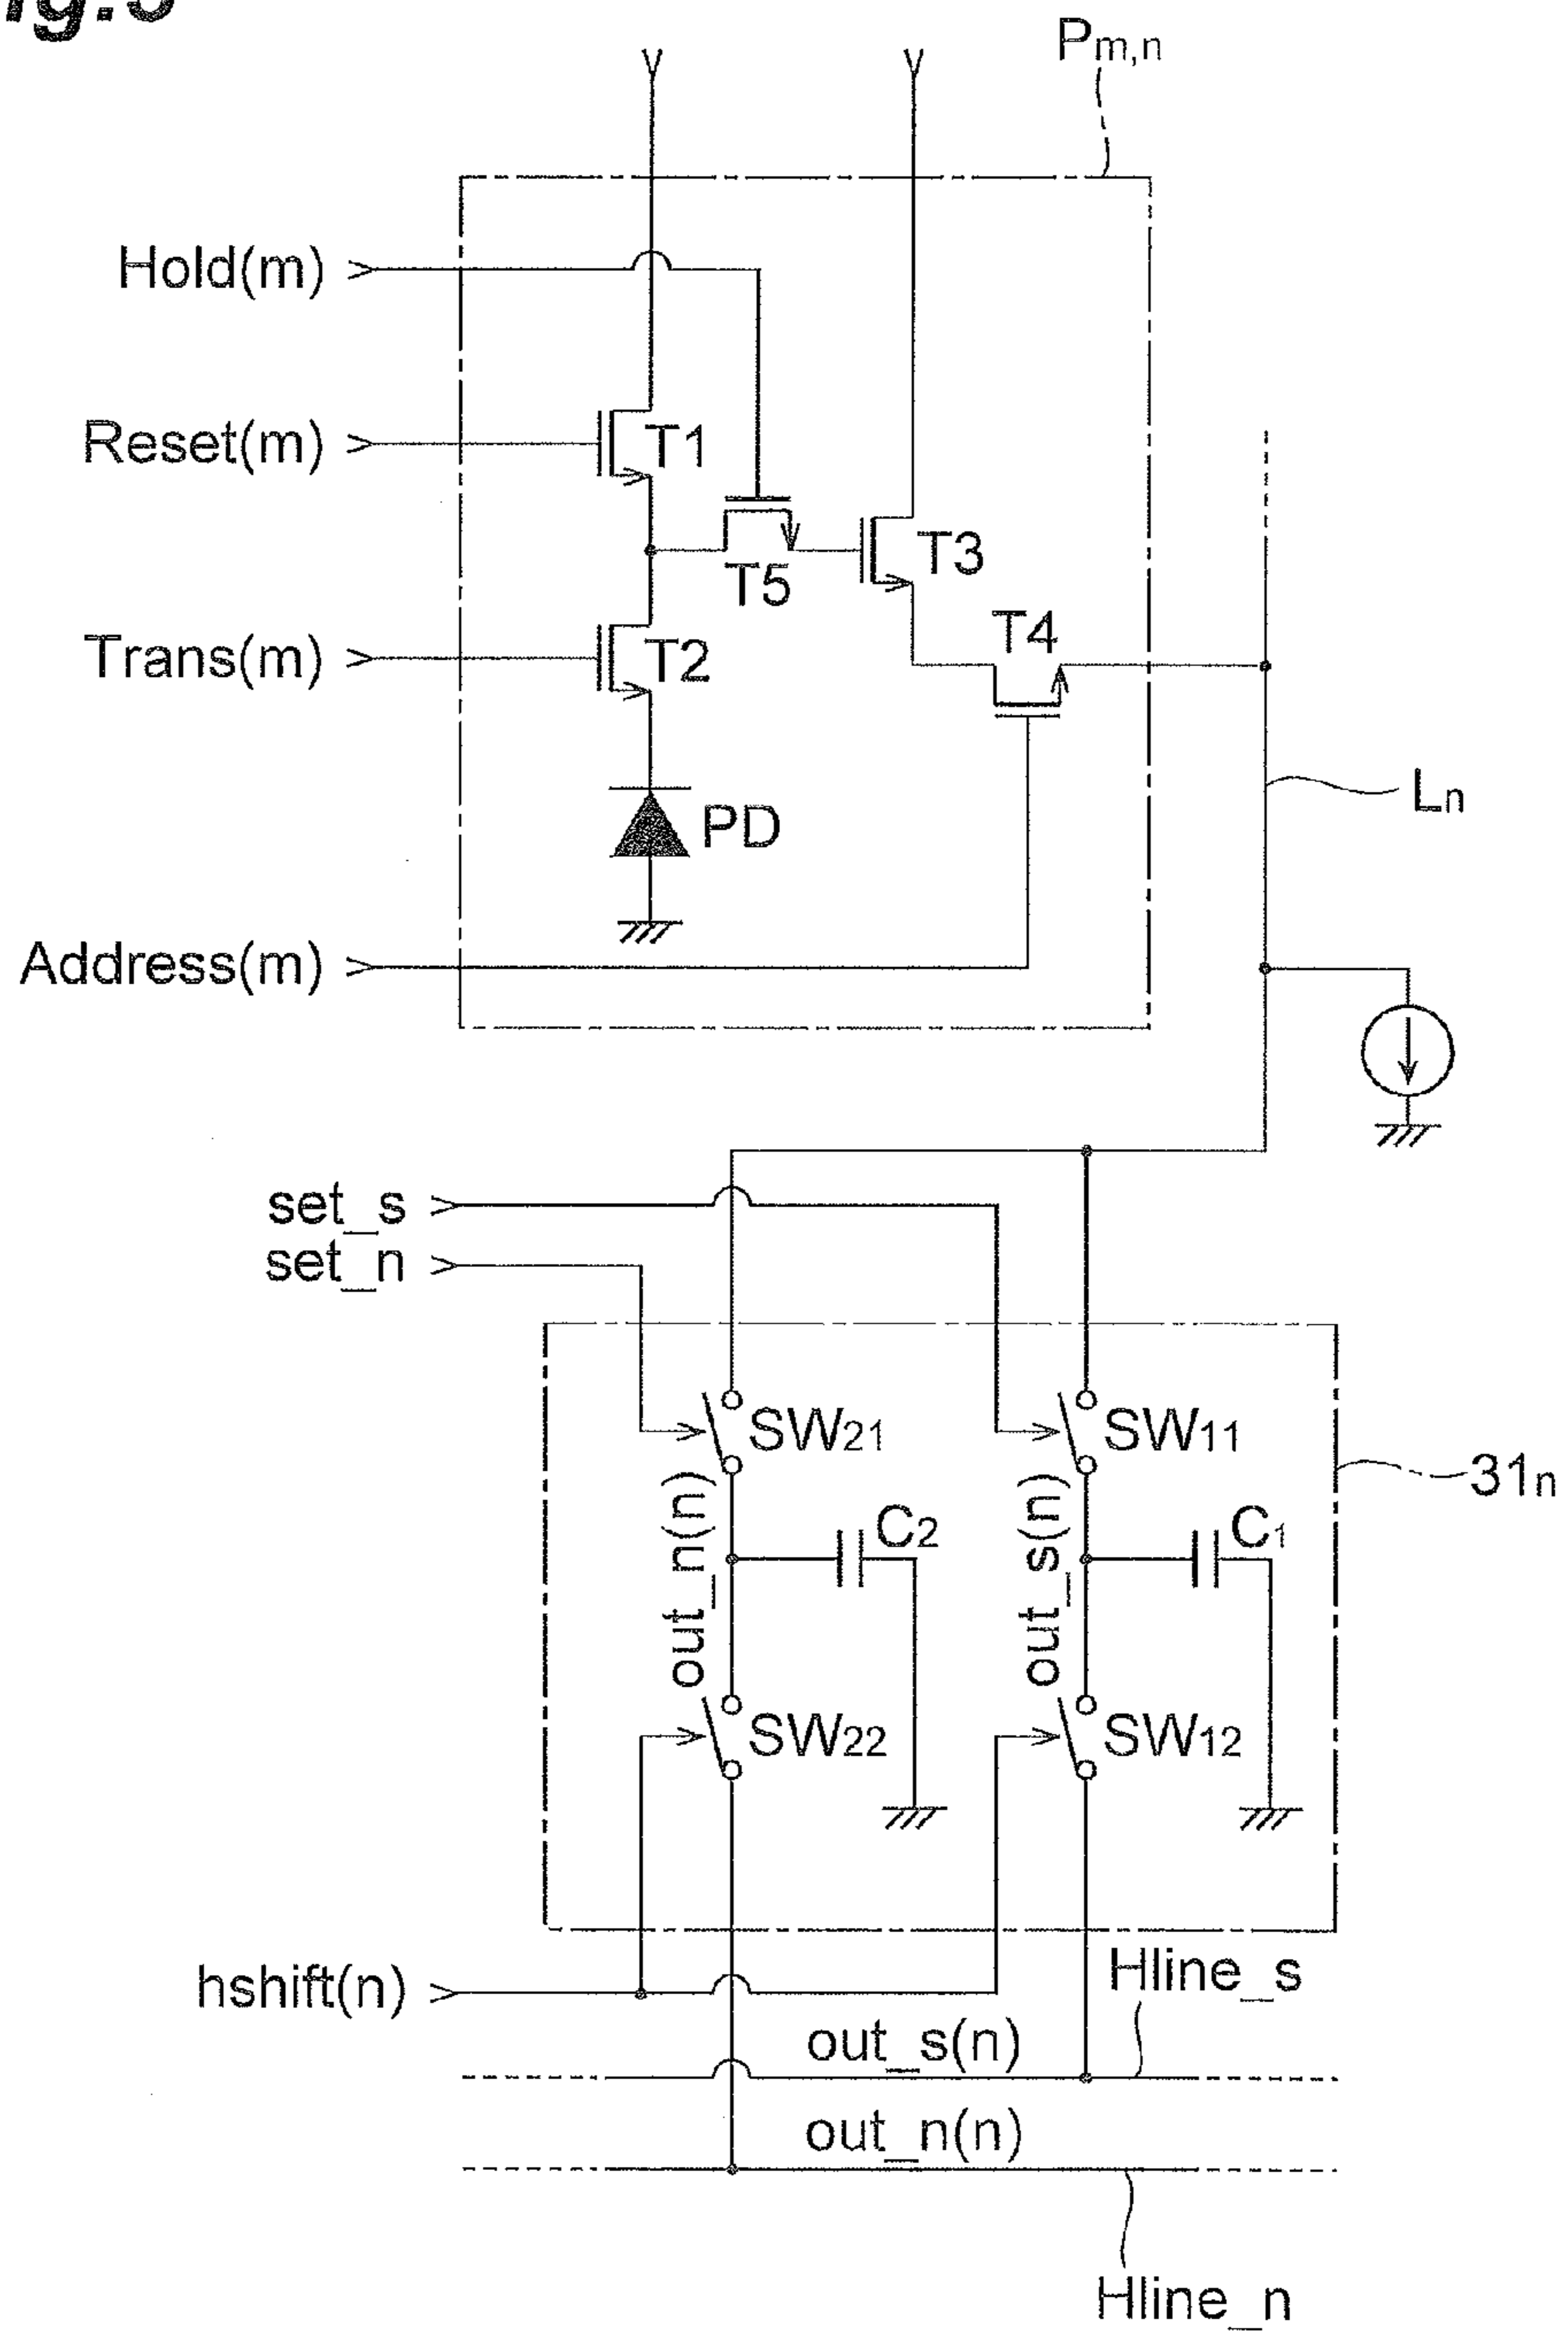 Pm,n
Hold(m)
Reset(m)
T1
T5
T3
Trans(m)
T2
T4
PD
Ln
Address(m)
set_s
set_n
SW21
SW11
31n
out_n(n)
C2
out_s(n)
C1
SW22
SW12
hshift(n)
Hline_s
out_s(n)
out_n(n)
Hline_n